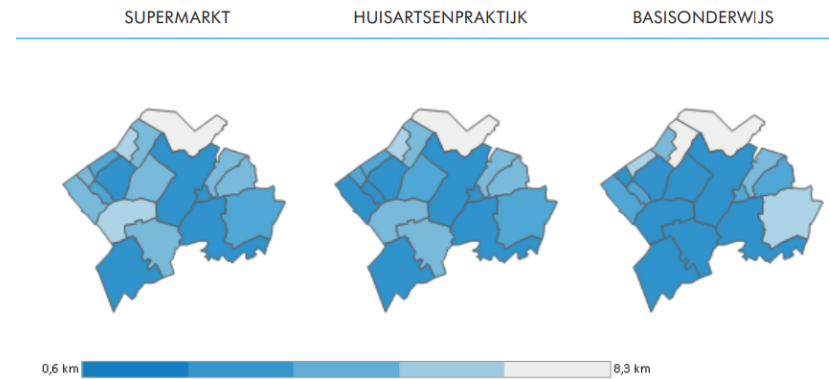 SUPERMARKT
HUISARTSENPRAKTIJK
BASISONDERWIJS
0,6 km
8,3 km